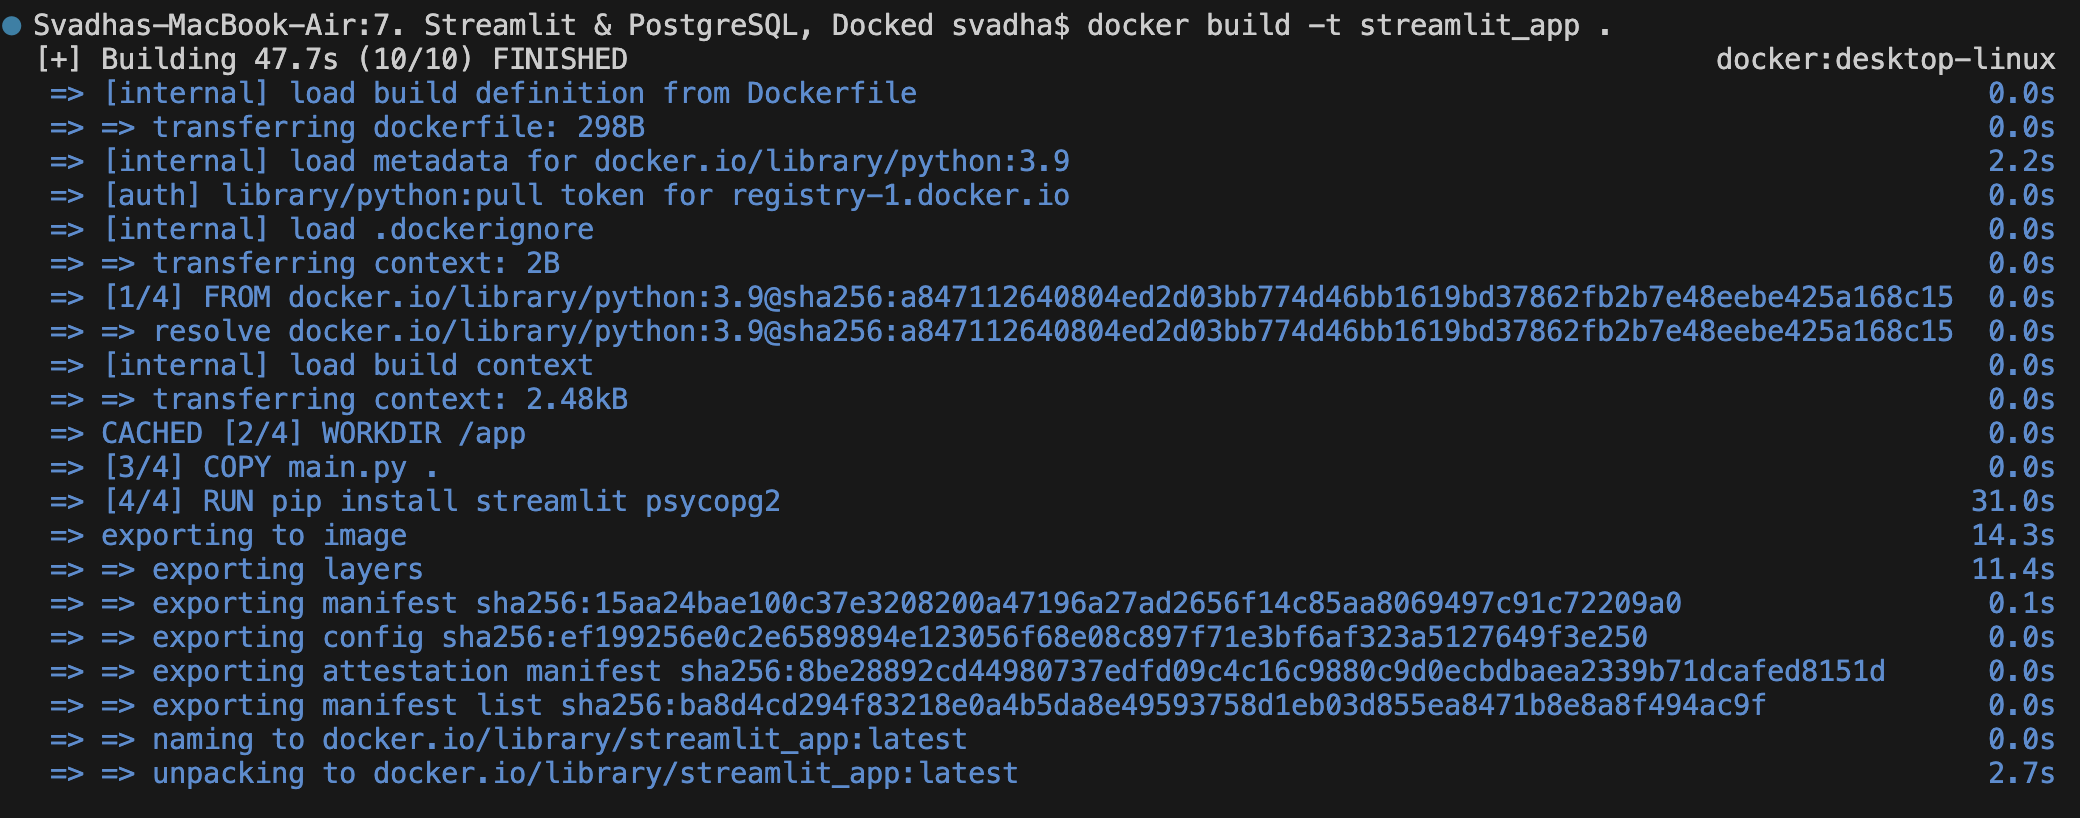 Svadhas-MacBook-Air:7. Streamlit & PostgreSQL, Docked svadha$ docker build -t streamlit_app .
[+] Building 47.7s (10/10) FINISHED docker:desktop-linux
=> [internal] load build definition from Dockerfile 0.0s
=> => transferring dockerfile: 298B 0.0s
=> [internal] load metadata for docker.io/library/python:3.9 2.2s
=> [auth] library/python:pull token for registry-1.docker.io 0.0s
=> [internal] load .dockerignore 0.0s
=> => transferring context: 2B 0.0s
=> [1/4] FROM docker.io/library/python:3.9@sha256:a847112640804ed2d03bb774d46bb1619bd37862fb2b7e48eebe425a168c15 0.0s
=> => resolve docker.io/library/python:3.9@sha256:a847112640804ed2d03bb774d46bb1619bd37862fb2b7e48eebe425a168c15 0.0s
=> [internal] load build context 0.0s
=> => transferring context: 2.48kB 0.0s
=> CACHED [2/4] WORKDIR /app 0.0s
=> [3/4] COPY main.py . 0.0s
=> [4/4] RUN pip install streamlit psycopg2 31.0s
=> exporting to image 14.3s
=> => exporting layers 11.4s
=> => exporting manifest sha256:15aa24bae100c37e3208200a47196a27ad2656f14c85aa8069497c91c72209a0 0.1s
=> => exporting config sha256:ef199256e0c2e6589894e123056f68e08c897f71e3bf6af323a5127649f3e250 0.0s
=> => exporting attestation manifest sha256:8be28892cd44980737edfd09c4c16c9880c9d0ecbdbaea2339b71dcafed8151d 0.0s
=> => exporting manifest list sha256:ba8d4cd294f83218e0a4b5da8e49593758d1eb03d855ea8471b8e8a8f494ac9f 0.0s
=> => naming to docker.io/library/streamlit_app:latest 0.0s
=> => unpacking to docker.io/library/streamlit_app:latest 2.7s